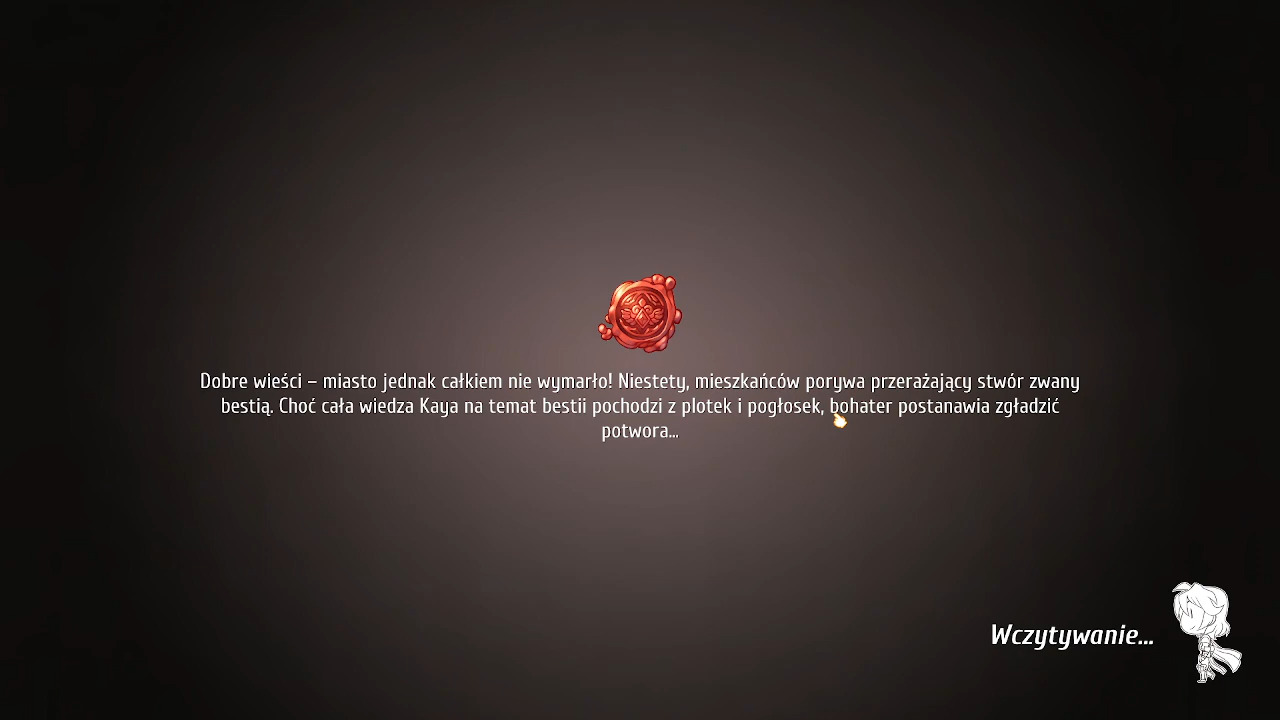 Dobre wieści – miasto jednak całkiem nie wymarło! Niestety, mieszkańców porywa przerażający stwór zwany
bestią. Choć cała wiedza Kaya na temat bestii pochodzi z plotek i pogłosek, bohater postanawia zgładzić
potwora...
Wczytywanie...